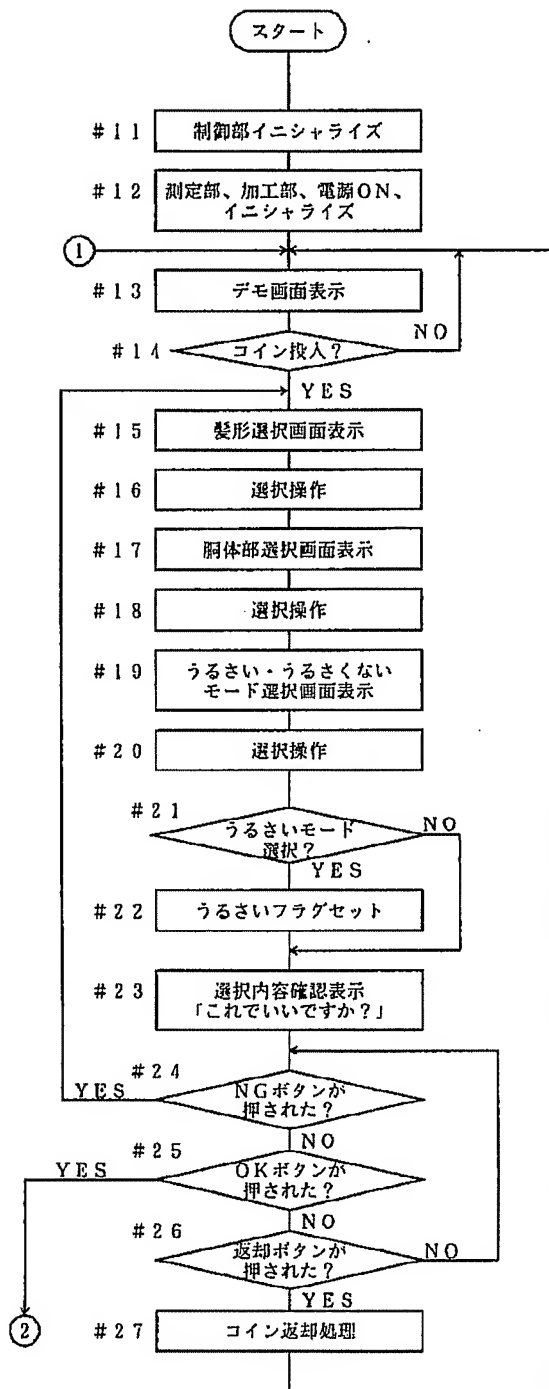 スタート
#11 制御部イニシャライズ
#12 測定部、加工部、電源ON、
イニシャライズ
1
#13 デモ画面表示
#14 コイン投入? NO
YES
#15 髪形選択画面表示
#16 選択操作
#17 胴体部選択画面表示
#18 選択操作
#19 うるさい・うるさくない
モード選択画面表示
#20 選択操作
#21 うるさいモード NO
選択?
YES
#22 うるさいフラグセット
#23 選択内容確認表示
「これでいいですか?」
#24
YES NGボタンが
押された?
NO
#25
YES OKボタンが
押された?
NO
#26
返却ボタンが NO
押された?
YES
2
#27 コイン返却処理